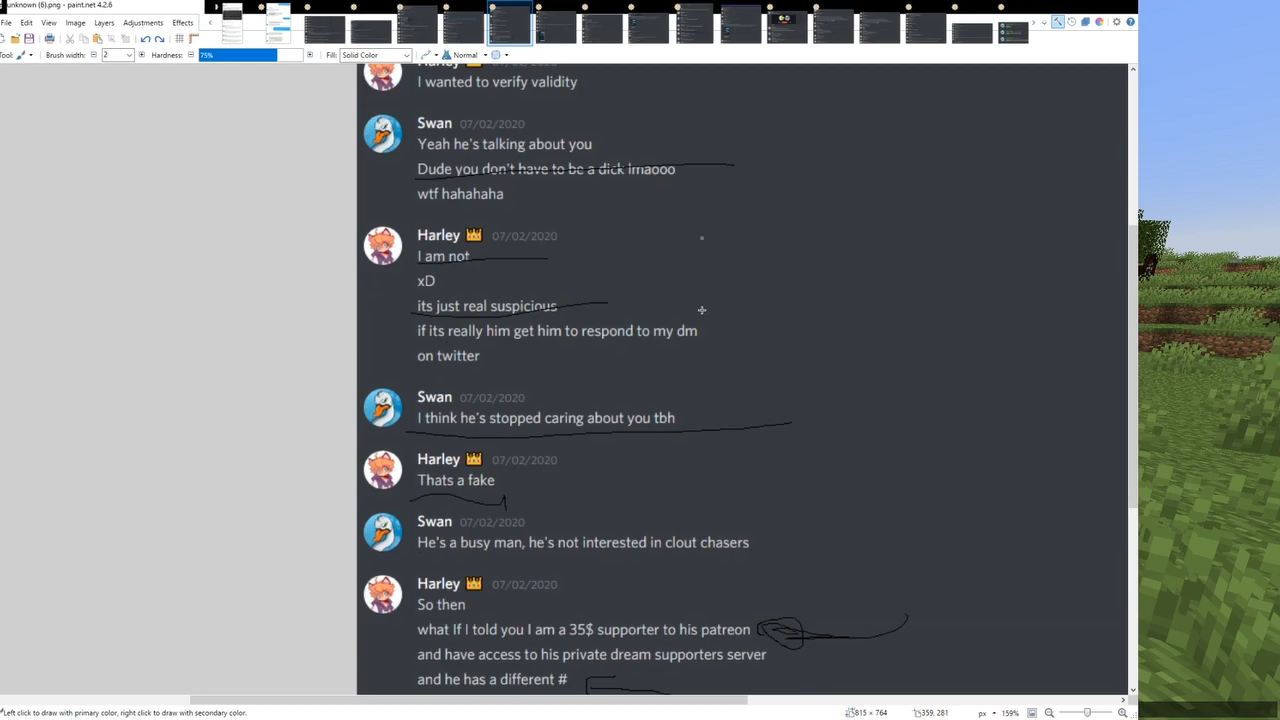 unknown (6).png - paint.net 4.2.6
File Edit View Image Layers Adjustments Effects
Tool: Brush width: 2 Hardness: 75% Fill: Solid Color Normal
Harley 07/02/2020
I wanted to verify validity
Swan 07/02/2020
Yeah he's talking about you
Dude you don't have to be a dick lmaooo
wtf hahahaha
Harley 07/02/2020
I am not
xD
its just real suspicious
if its really him get him to respond to my dm
on twitter
Swan 07/02/2020
I think he's stopped caring about you tbh
Harley 07/02/2020
Thats a fake
Swan 07/02/2020
He's a busy man, he's not interested in clout chasers
Harley 07/02/2020
So then
what If I told you I am a 35$ supporter to his patreon
and have access to his private dream supporters server
and he has a different #
Left click to draw with primary color, right click to draw with secondary color. 815 × 764 359, 281 px 159%